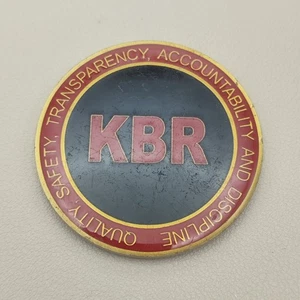 QUALITY SAFETY, TRANSPARENCY, ACCOUNTABILITY AND DISCIPLINE
KBR